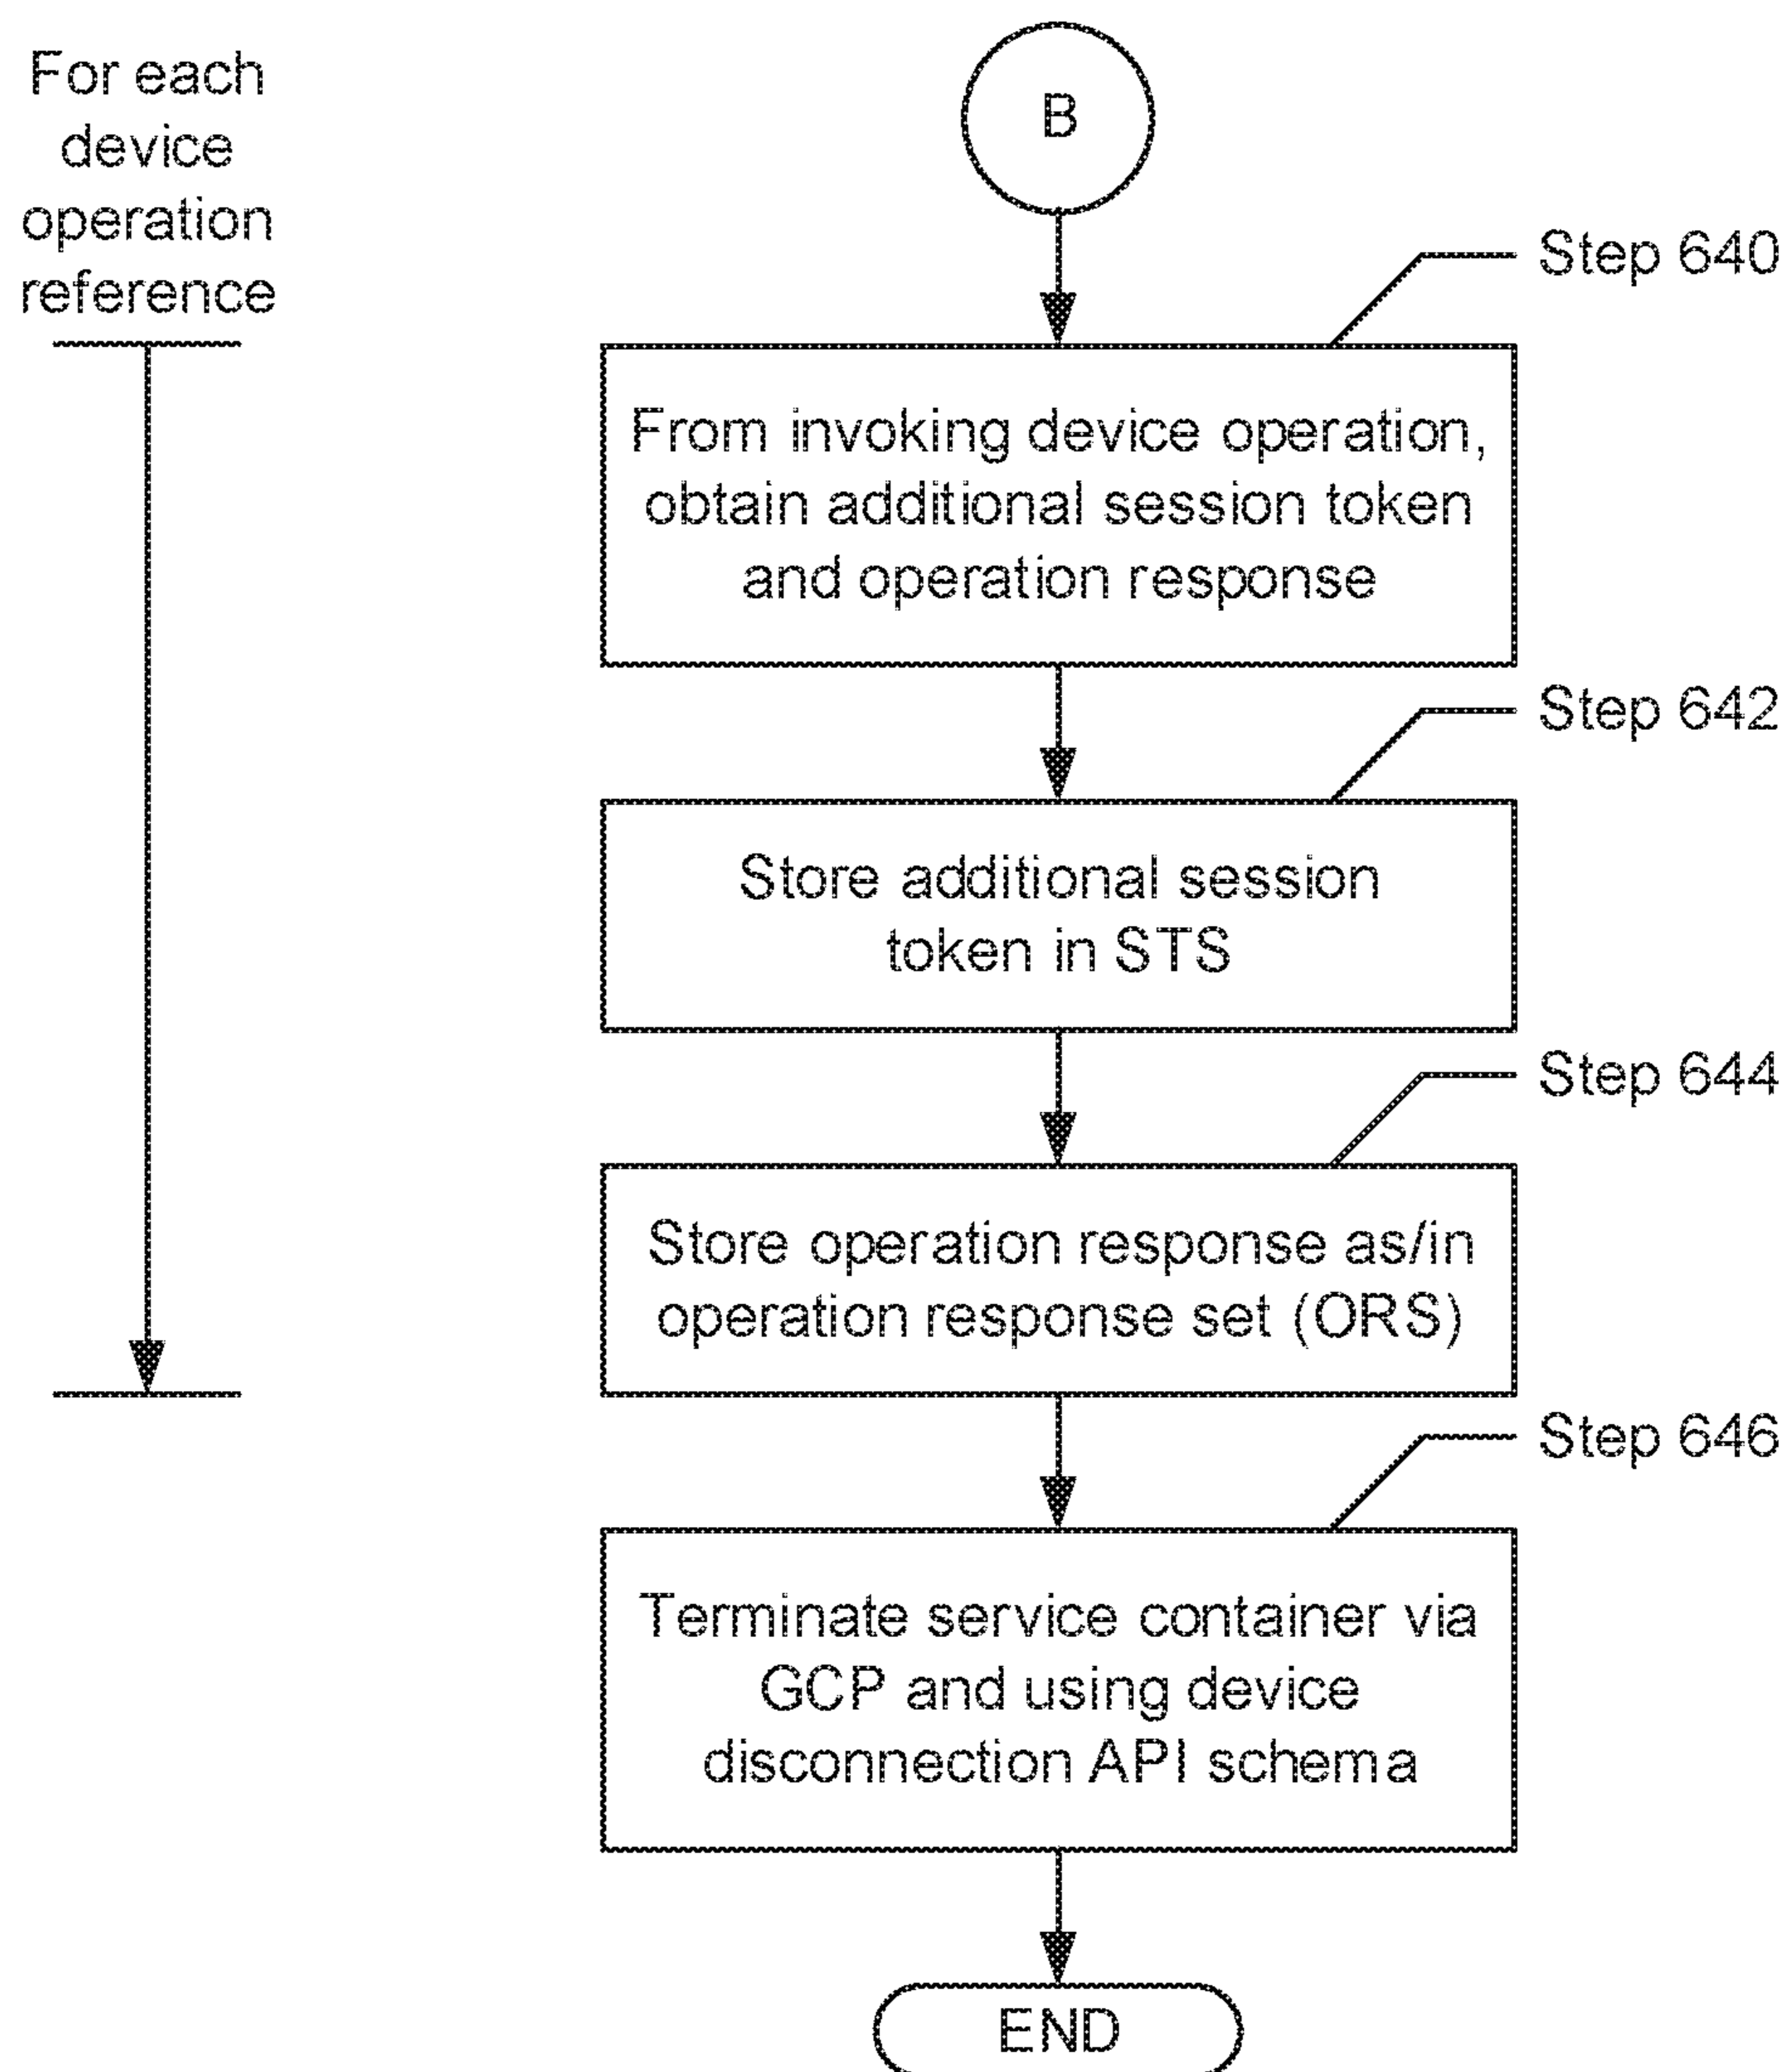 For each
device
operation
reference
B
Step 640
From invoking device operation,
obtain additional session token
and operation response
Step 642
Store additional session
token in STS
Step 644
Store operation response as/in
operation response set (ORS)
Step 646
Terminate service container via
GCP and using device
disconnection API schema
END